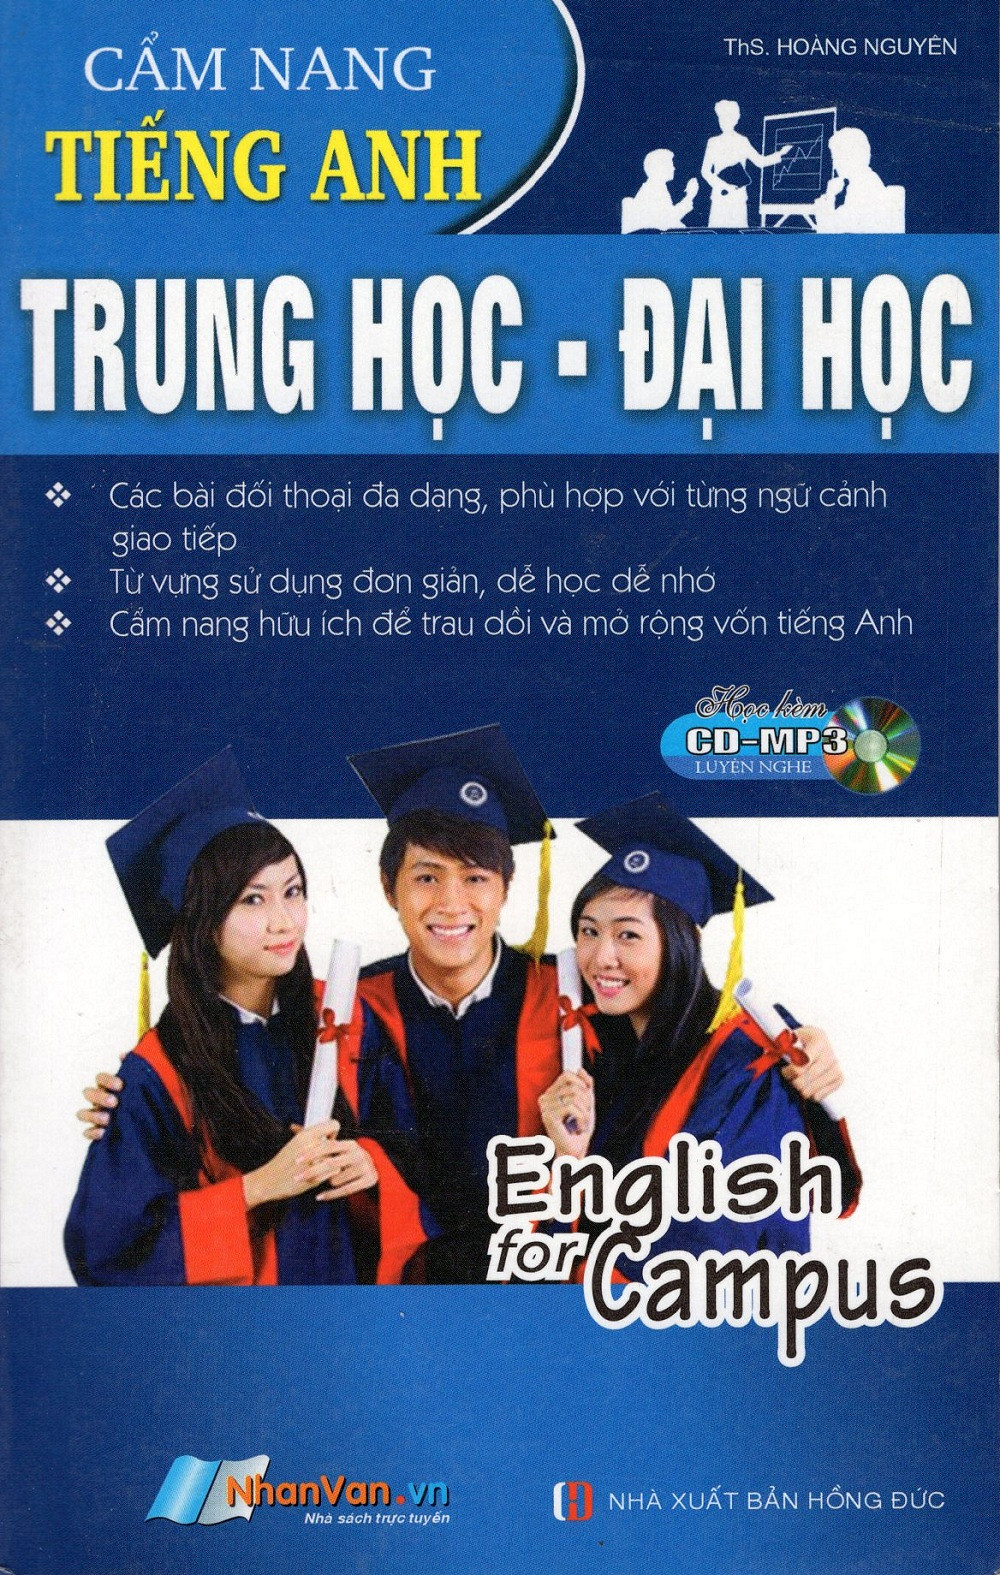 ThS. HOÀNG NGUYÊN
CẨM NANG
TIẾNG ANH
TRUNG HỌC - ĐẠI HỌC
Các bài đối thoại đa dạng, phù hợp với từng ngữ cảnh
giao tiếp
Từ vựng sử dụng đơn giản, dễ học dễ nhớ
Cẩm nang hữu ích để trau dồi và mở rộng vốn tiếng Anh
Học kèm
CD-MP3
LUYỆN NGHE
English
for Campus
NhanVan.vn
Nhà sách trực tuyến
NHÀ XUẤT BẢN HỒNG ĐỨC